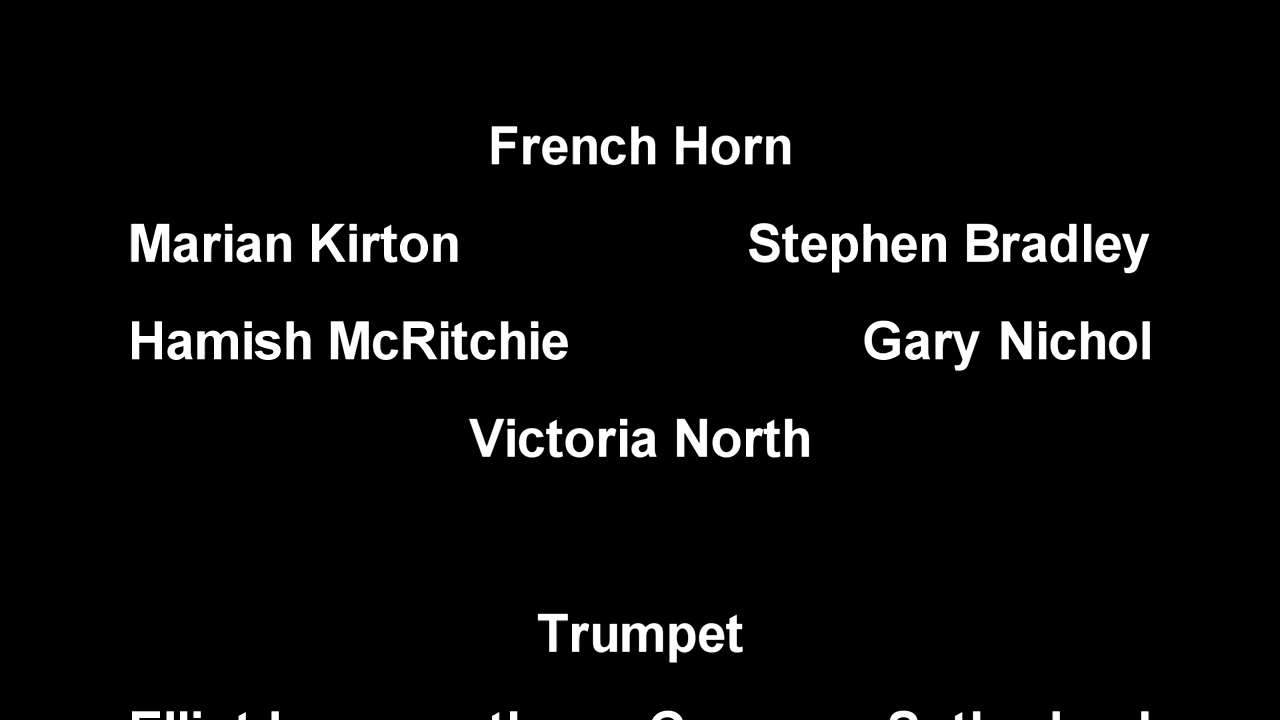 French Horn
Marian Kirton Stephen Bradley
Hamish McRitchie Gary Nichol
Victoria North
Trumpet